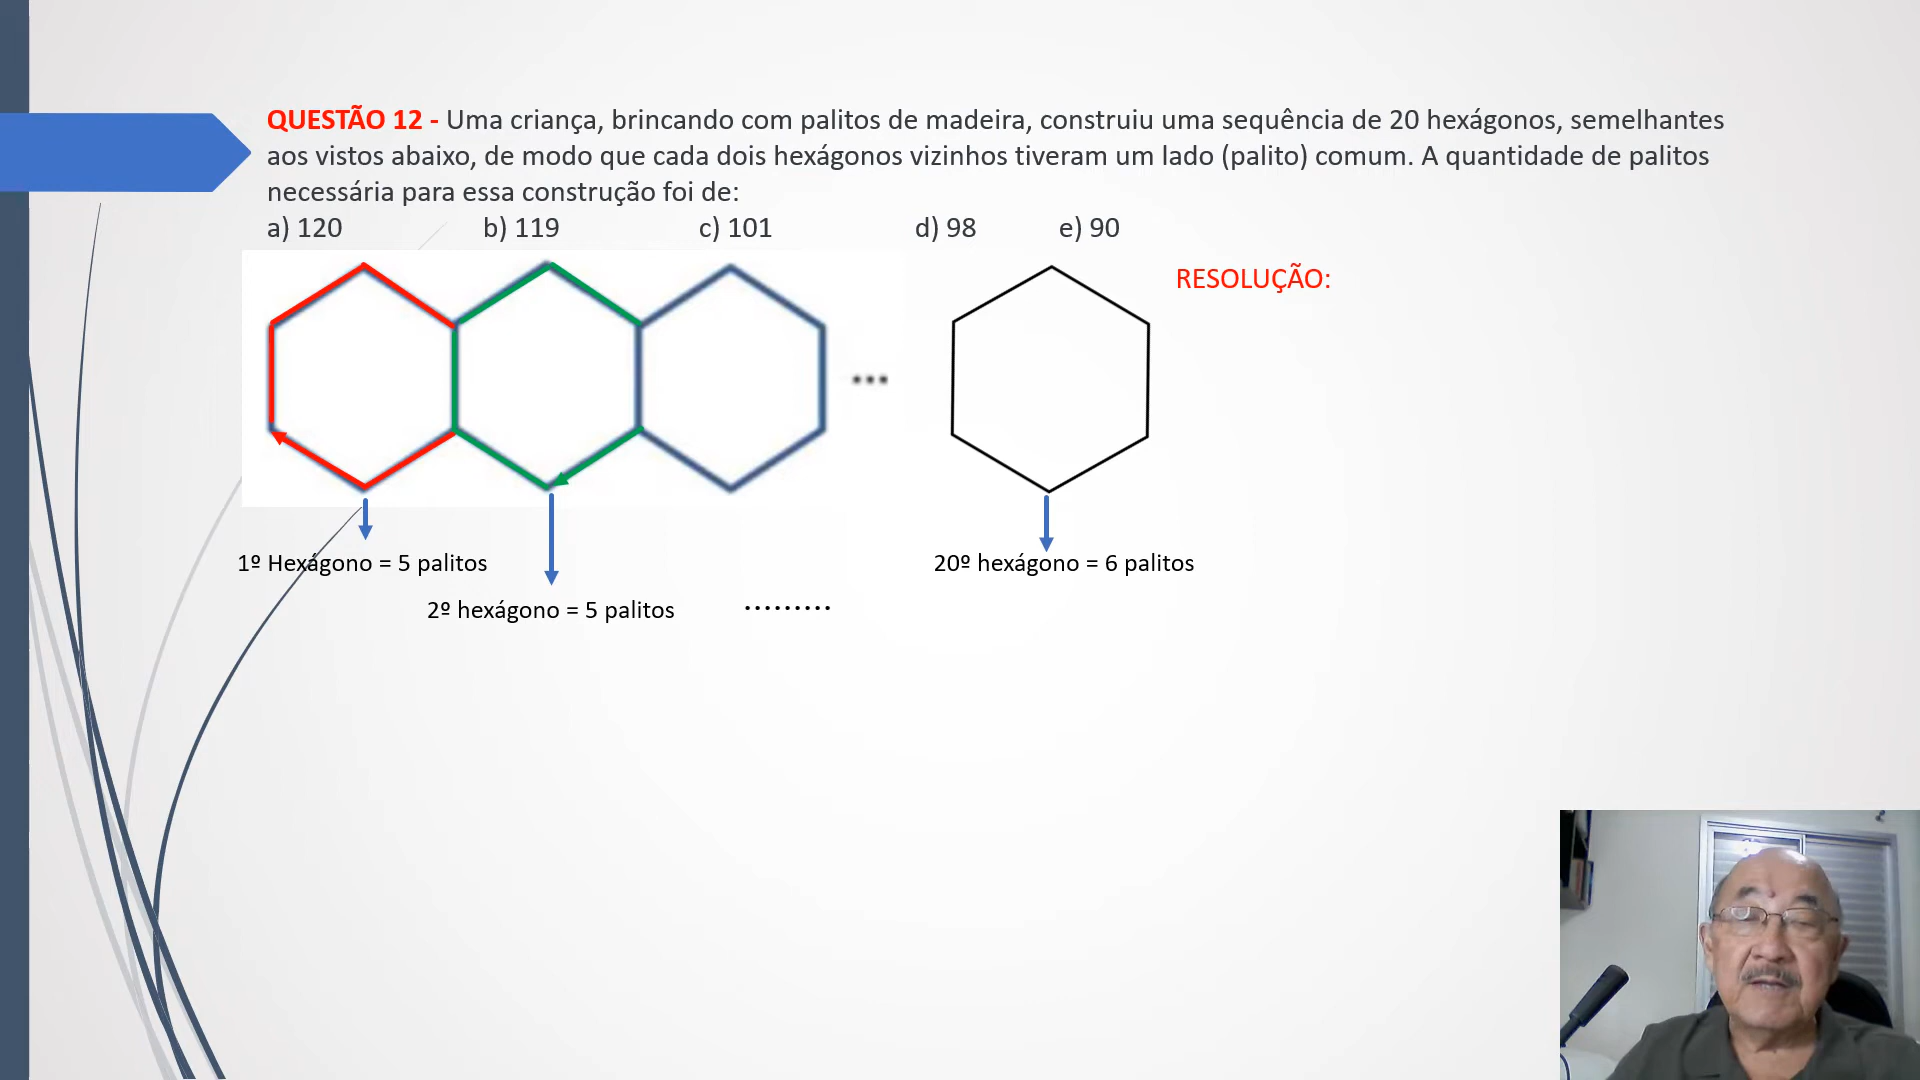 QUESTÃO 12 - Uma criança, brincando com palitos de madeira, construiu uma sequência de 20 hexágonos, semelhantes
aos vistos abaixo, de modo que cada dois hexágonos vizinhos tiveram um lado (palito) comum. A quantidade de palitos
necessária para essa construção foi de:
a) 120 b) 119 c) 101 d) 98 e) 90
RESOLUÇÃO:
...
1º Hexágono = 5 palitos
20º hexágono = 6 palitos
2º hexágono = 5 palitos .........